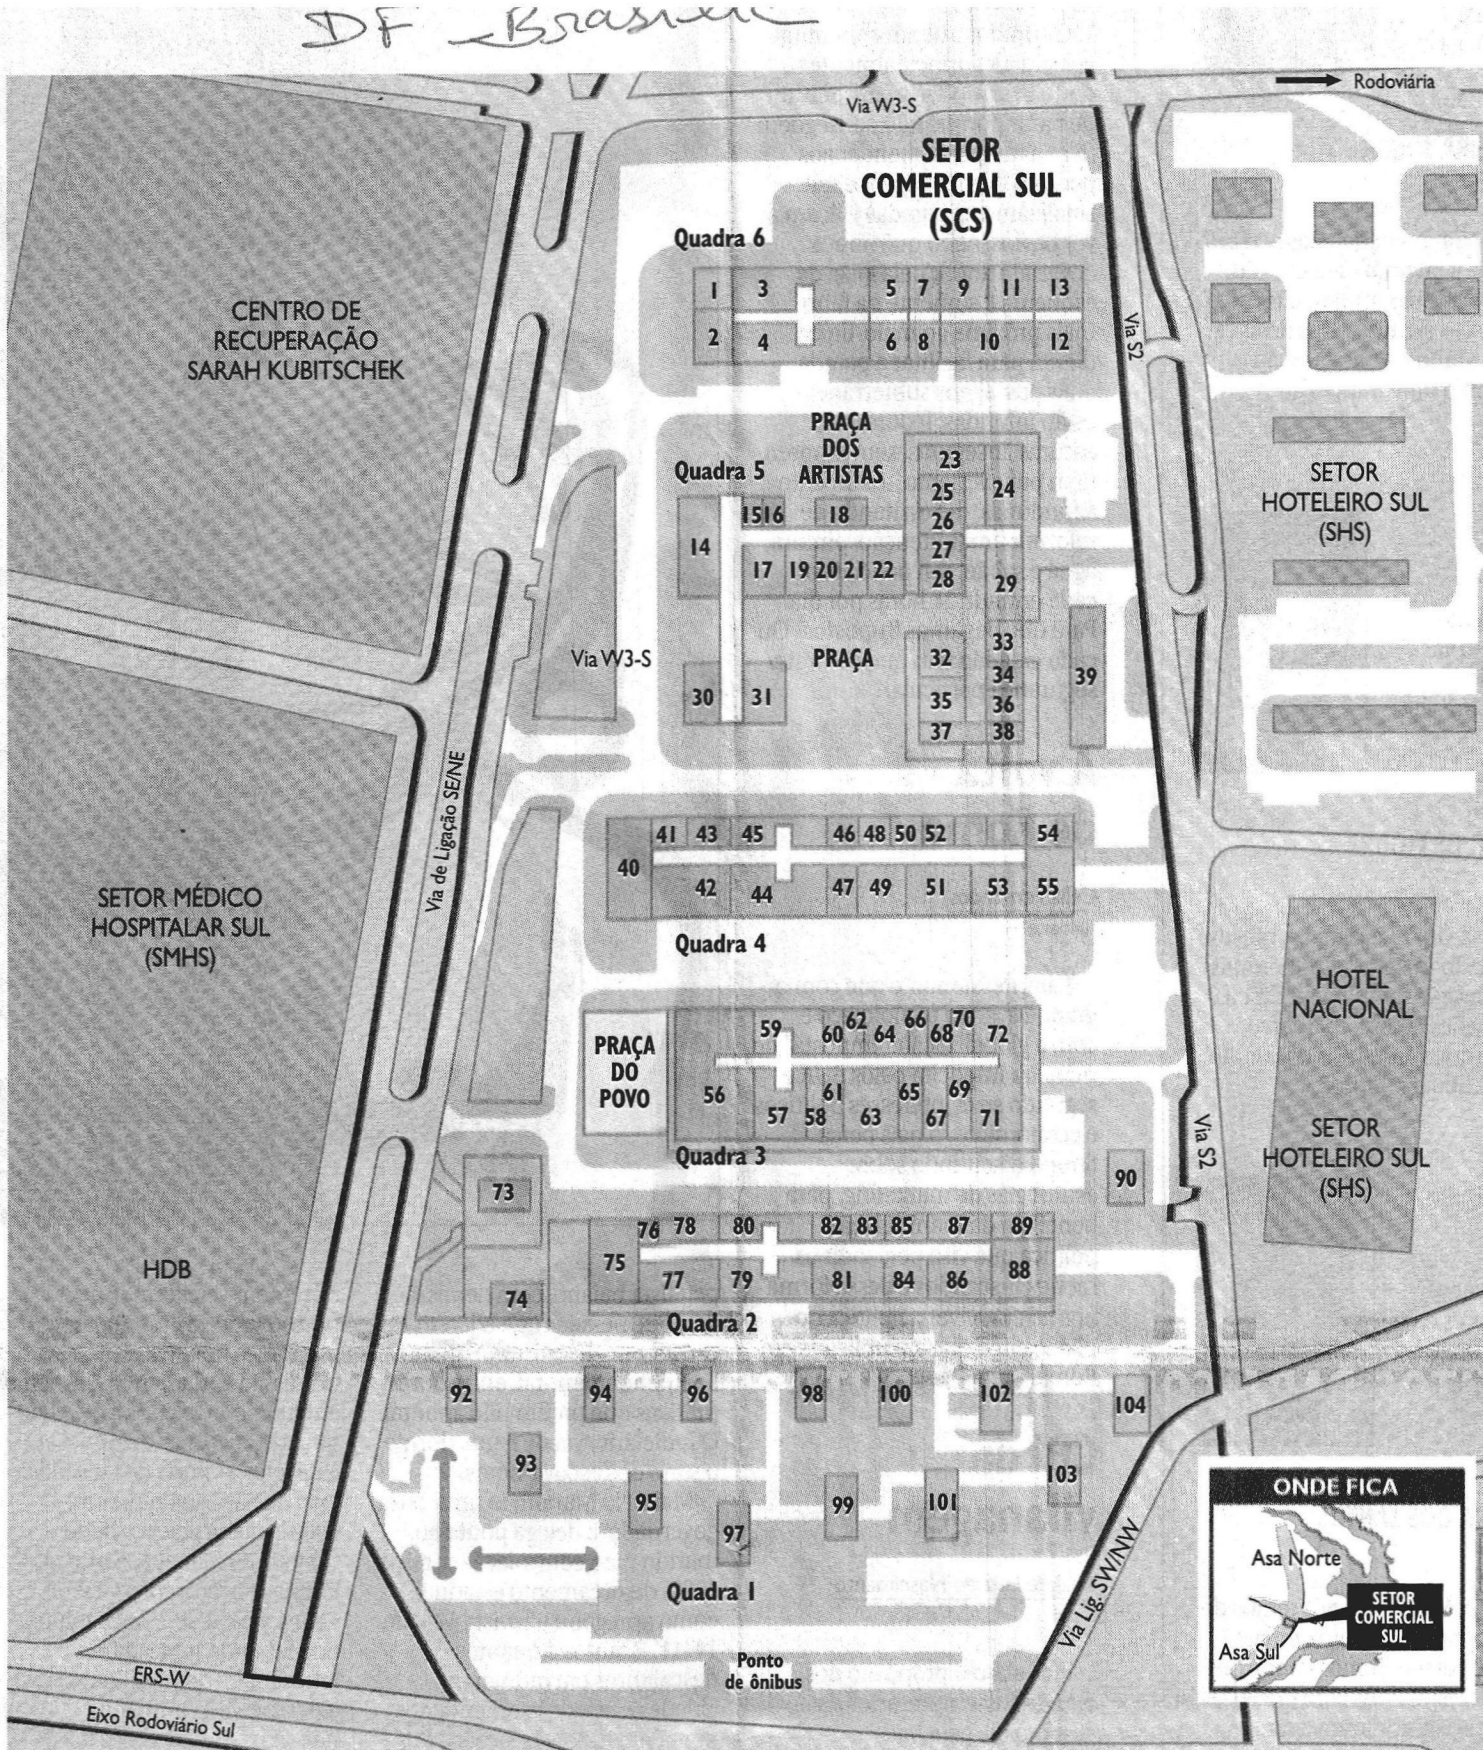 DF - Brasília
Rodoviária
Via W3-S
SETOR
COMERCIAL SUL
(SCS)
Quadra 6
1 3 5 7 9 11 13
2 4 6 8 10 12
CENTRO DE
RECUPERAÇÃO
SARAH KUBITSCHEK
Via S2
PRAÇA
DOS
ARTISTAS
Quadra 5
23
25 24
15 16 18 26
14 27
17 19 20 21 22 28 29
SETOR
HOTELEIRO SUL
(SHS)
Via W3-S
PRAÇA
33
32 34 39
30 31 35 36
37 38
Via de Ligação SE/NE
41 43 45 46 48 50 52 54
40
42 44 47 49 51 53 55
Quadra 4
SETOR MÉDICO
HOSPITALAR SUL
(SMHS)
HOTEL
NACIONAL
PRAÇA
DO
POVO
59 60 62 64 66 68 70 72
56 61 65 69
57 58 63 67 71
Quadra 3
Via S2
SETOR
HOTELEIRO SUL
(SHS)
90
73
76 78 80 82 83 85 87 89
75
77 79 81 84 86 88
74
HDB
Quadra 2
92 94 96 98 100 102 104
93 103
95 99 101
97
Quadra 1
Via Lig. SW/NW
Ponto
de ônibus
ERS-W
Eixo Rodoviário Sul
ONDE FICA
Asa Norte
SETOR
COMERCIAL
SUL
Asa Sul